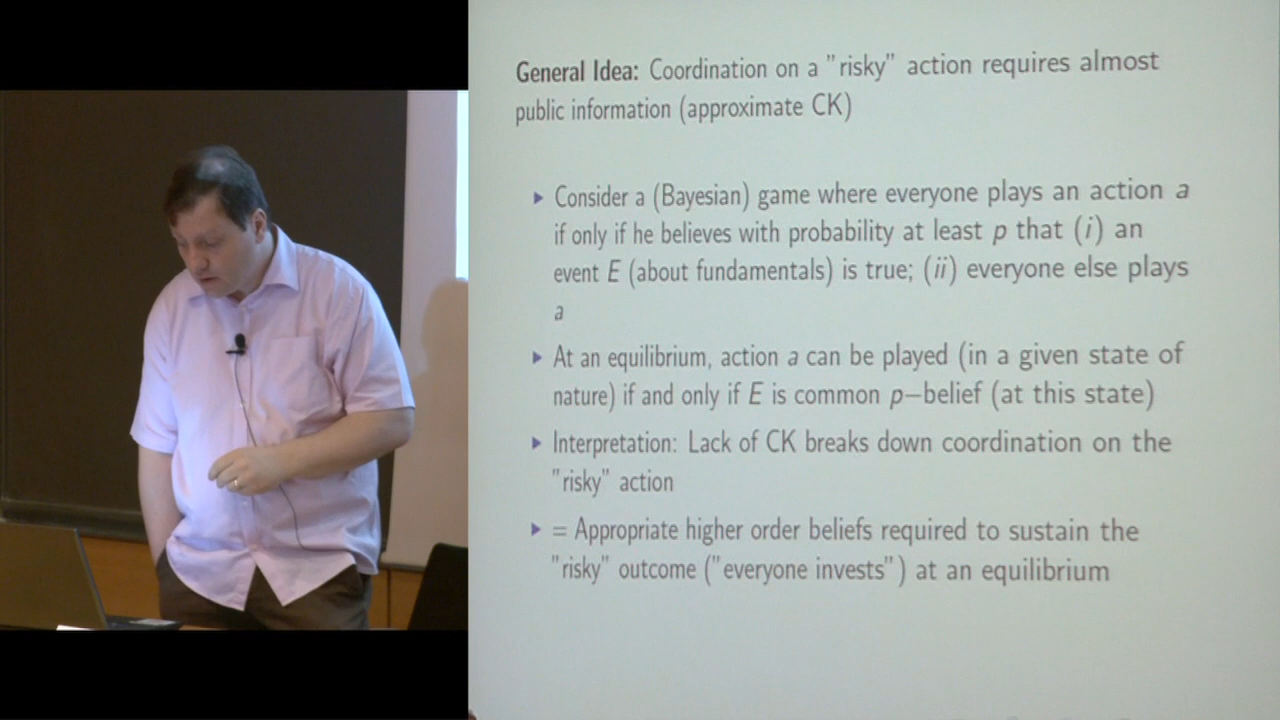 General Idea: Coordination on a "risky" action requires almost
public information (approximate CK)
Consider a (Bayesian) game where everyone plays an action a
if only if he believes with probability at least p that (i) an
event E (about fundamentals) is true; (ii) everyone else plays
a
At an equilibrium, action a can be played (in a given state of
nature) if and only if E is common p−belief (at this state)
Interpretation: Lack of CK breaks down coordination on the
"risky" action
= Appropriate higher order beliefs required to sustain the
"risky" outcome ("everyone invests") at an equilibrium